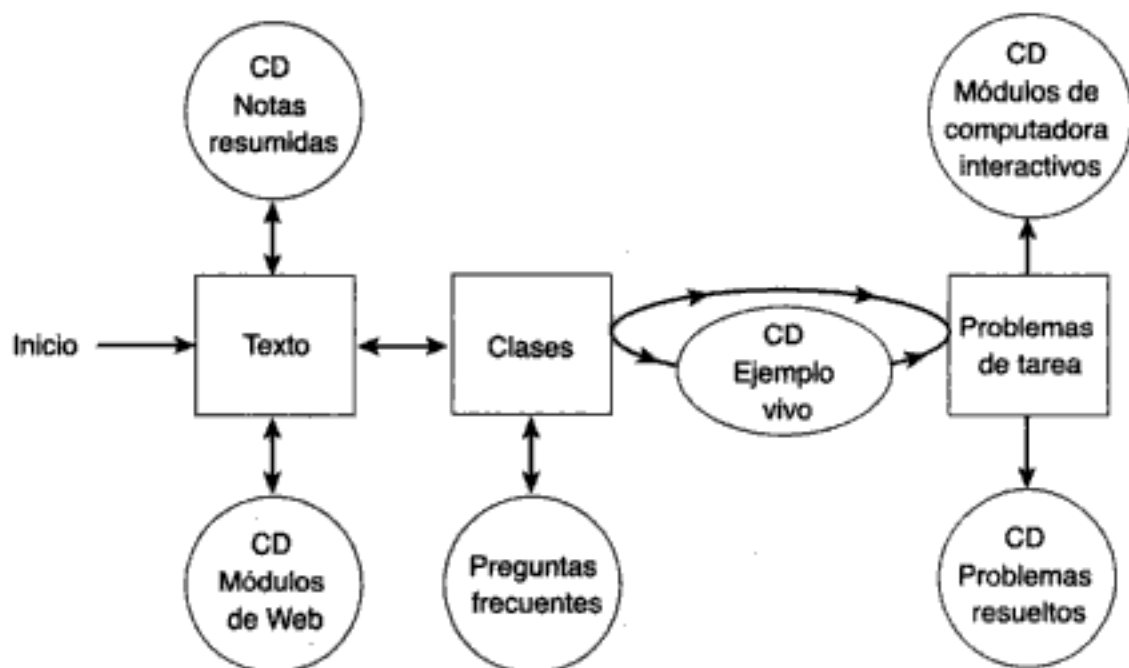 CD
Notas
resumidas
CD
Módulos de
computadora
interactivos
Inicio
Texto
Clases
CD
Ejemplo
vivo
Problemas
de tarea
CD
Módulos
de Web
Preguntas
frecuentes
CD
Problemas
resueltos